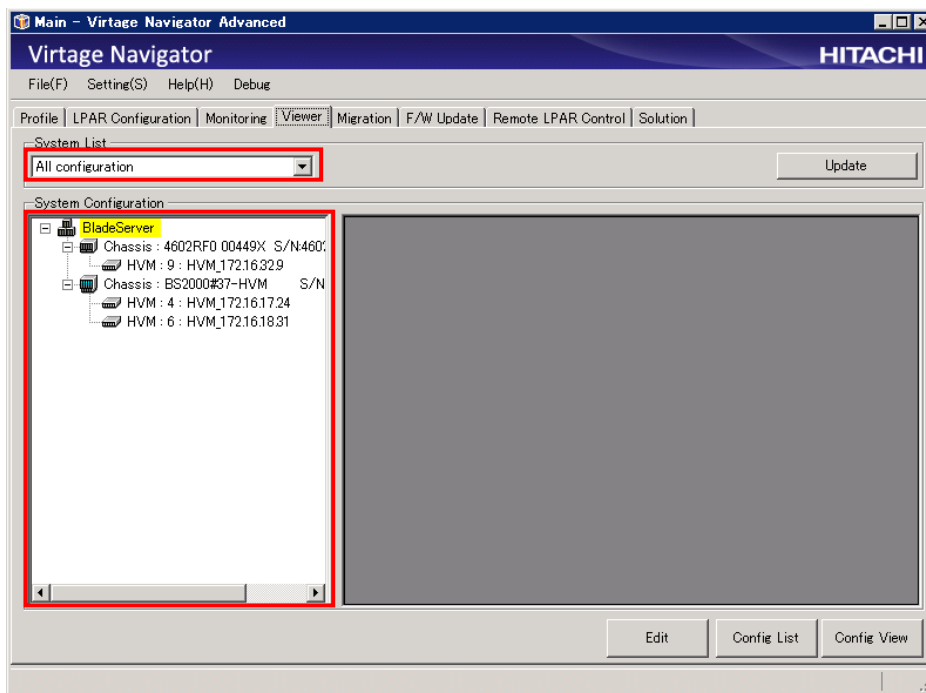 Main - Virtage Navigator Advanced
Virtage Navigator HITACHI
File(F) Setting(S) Help(H) Debug
Profile LPAR Configuration Monitoring Viewer Migration F/W Update Remote LPAR Control Solution
System List
All configuration Update
System Configuration
BladeServer
Chassis : 4602RF0 00449X S/N:4602
HVM : 9 : HVM_172.16.32.9
Chassis : BS2000#37-HVM S/N
HVM : 4 : HVM_172.16.17.24
HVM : 6 : HVM_172.16.18.31
Edit Config List Config View